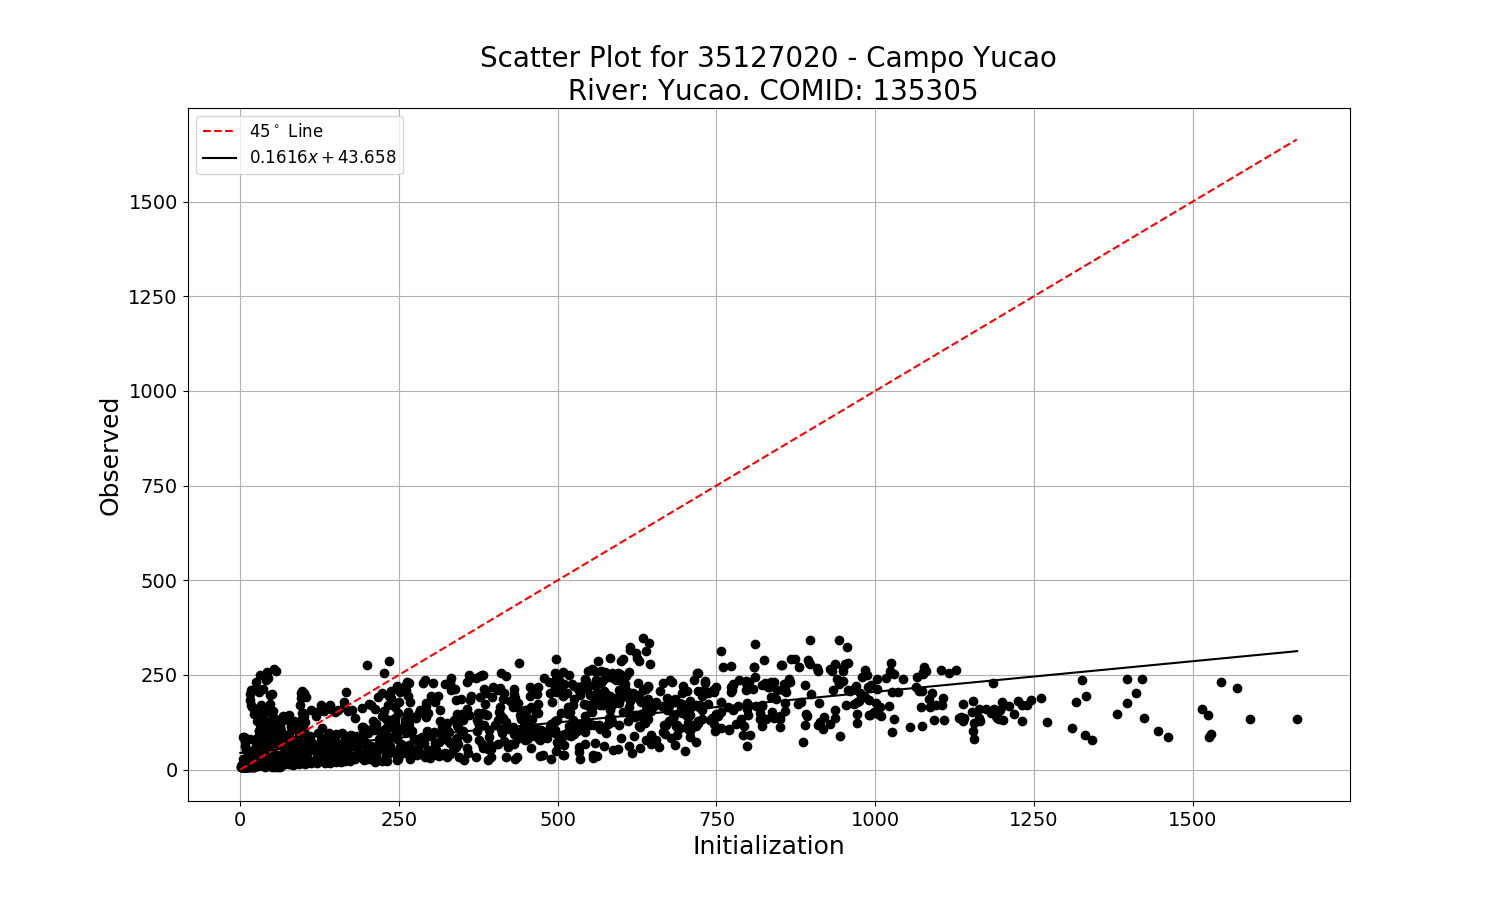 Scatter Plot for 35127020 - Campo Yucao
River: Yucao. COMID: 135305
45° Line
0.1616x + 43.658
Observed
1500
1250
1000
750
500
250
0
0 250 500 750 1000 1250 1500
Initialization